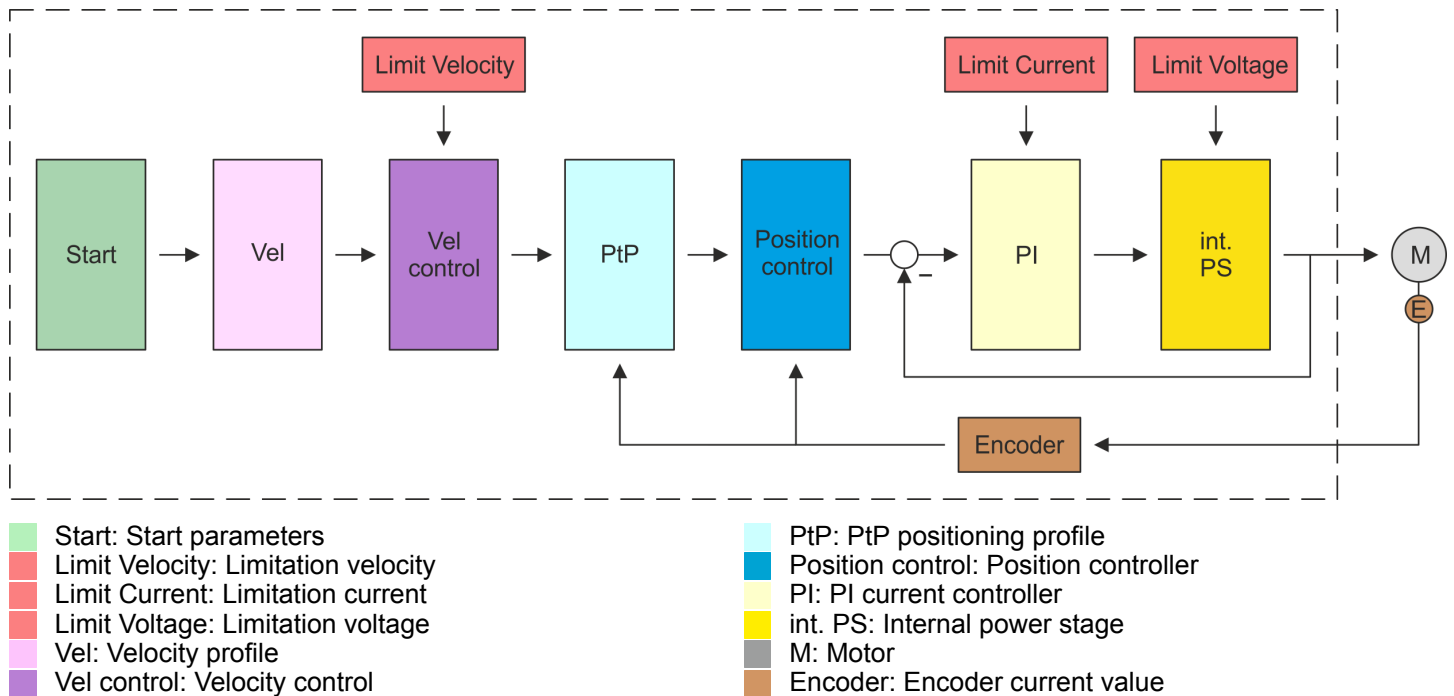 Limit Velocity
Limit Current
Limit Voltage
Start
Vel
Vel
control
PtP
Position
control
–
PI
int.
PS
M
E
Encoder
Start: Start parameters
Limit Velocity: Limitation velocity
Limit Current: Limitation current
Limit Voltage: Limitation voltage
Vel: Velocity profile
Vel control: Velocity control
PtP: PtP positioning profile
Position control: Position controller
PI: PI current controller
int. PS: Internal power stage
M: Motor
Encoder: Encoder current value